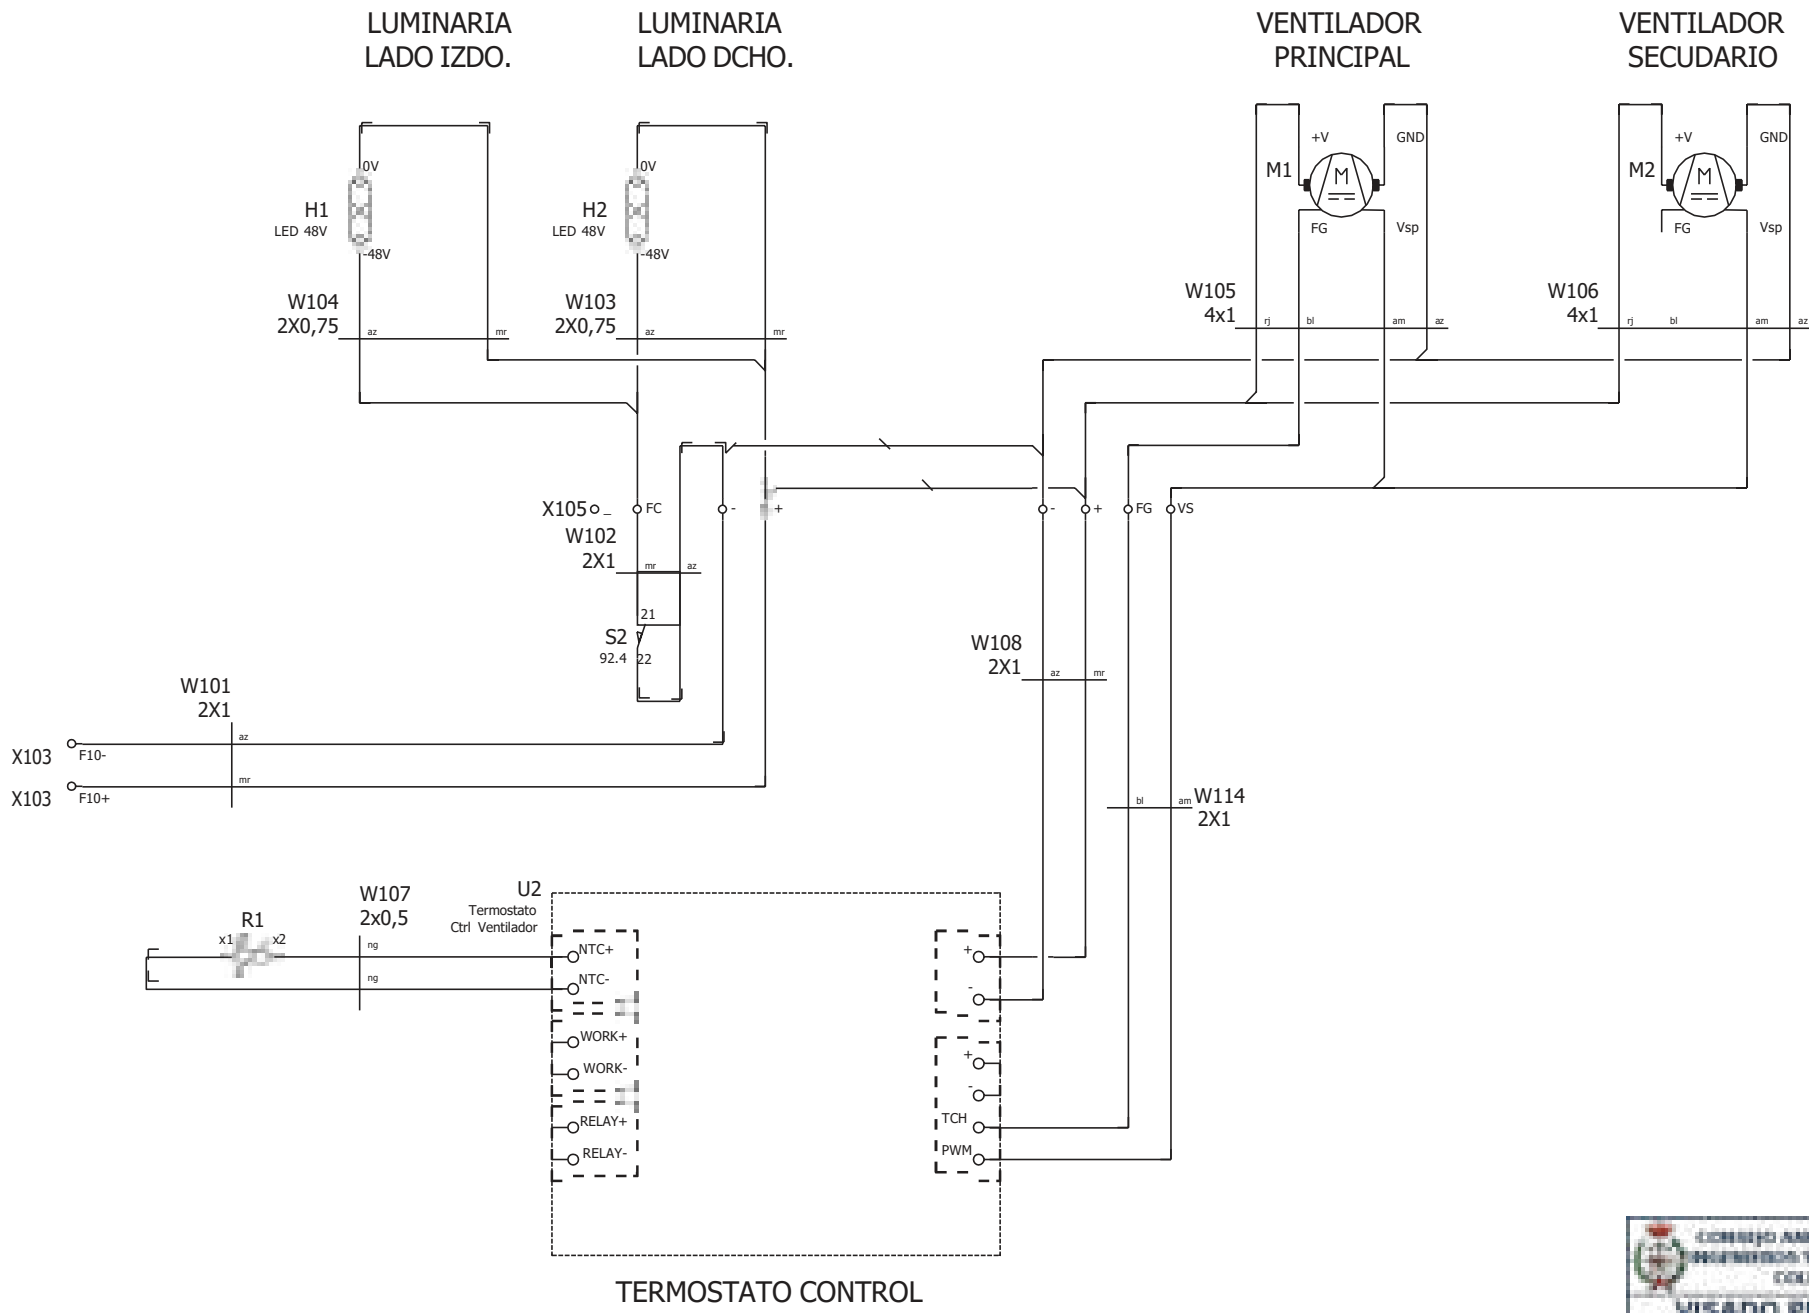 LUMINARIA
LADO IZDO.
LUMINARIA
LADO DCHO.
VENTILADOR
PRINCIPAL
VENTILADOR
SECUDARIO
0V
H1
LED 48V
-48V
0V
H2
LED 48V
-48V
+V
GND
M1
M
FG
Vsp
+V
GND
M2
M
FG
Vsp
W104
2X0,75
az
mr
W103
2X0,75
az
mr
W105
4x1
rj
bl
am
az
W106
4x1
rj
bl
am
az
X105
_
FC
-
+
-
+
FG
VS
W102
2X1
mr
az
21
S2
92.4
22
W108
2X1
az
mr
W101
2X1
az
mr
X103
F10-
X103
F10+
bl
am
W114
2X1
R1
x1
x2
W107
2x0,5
ng
ng
U2
Termostato
Ctrl Ventilador
NTC+
NTC-
WORK+
WORK-
RELAY+
RELAY-
+
-
+
-
TCH
PWM
TERMOSTATO CONTROL
CONSEJO
INGENIEROS
VISADO